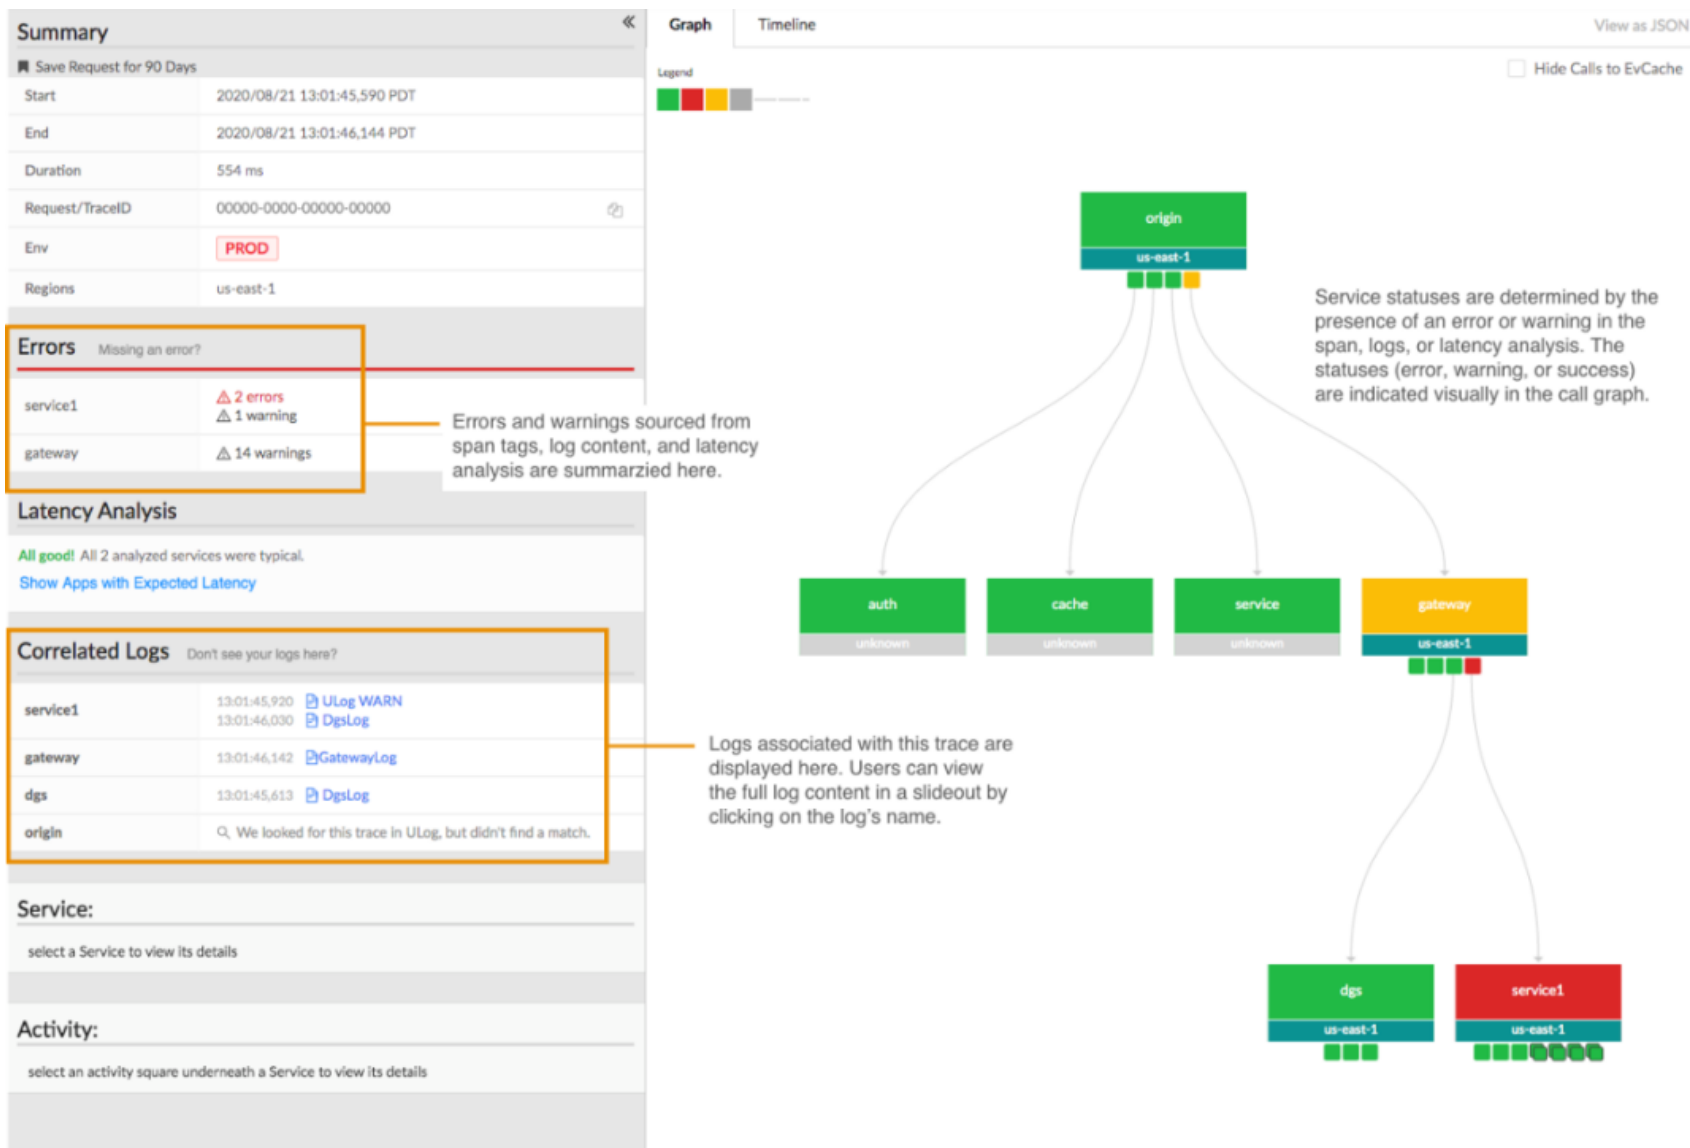 Summary
Save Request for 90 Days
Start 2020/08/21 13:01:45,590 PDT
End 2020/08/21 13:01:46,144 PDT
Duration 554 ms
Request/TraceID 00000-0000-00000-00000
Env PROD
Regions us-east-1
Errors Missing an error?
service1 2 errors
1 warning
gateway 14 warnings
Errors and warnings sourced from
span tags, log content, and latency
analysis are summarzied here.
Latency Analysis
All good! All 2 analyzed services were typical.
Show Apps with Expected Latency
Correlated Logs Don't see your logs here?
service1 13:01:45,920 ULog WARN
13:01:46,030 DgsLog
gateway 13:01:46,142 GatewayLog
dgs 13:01:45,613 DgsLog
origin We looked for this trace in ULog, but didn't find a match.
Logs associated with this trace are
displayed here. Users can view
the full log content in a slideout by
clicking on the log's name.
Service:
select a Service to view its details
Activity:
select an activity square underneath a Service to view its details
Graph Timeline View as JSON
Legend
Hide Calls to EvCache
origin
us-east-1
Service statuses are determined by the
presence of an error or warning in the
span, logs, or latency analysis. The
statuses (error, warning, or success)
are indicated visually in the call graph.
auth cache service gateway
unknown unknown unknown us-east-1
dgs service1
us-east-1 us-east-1